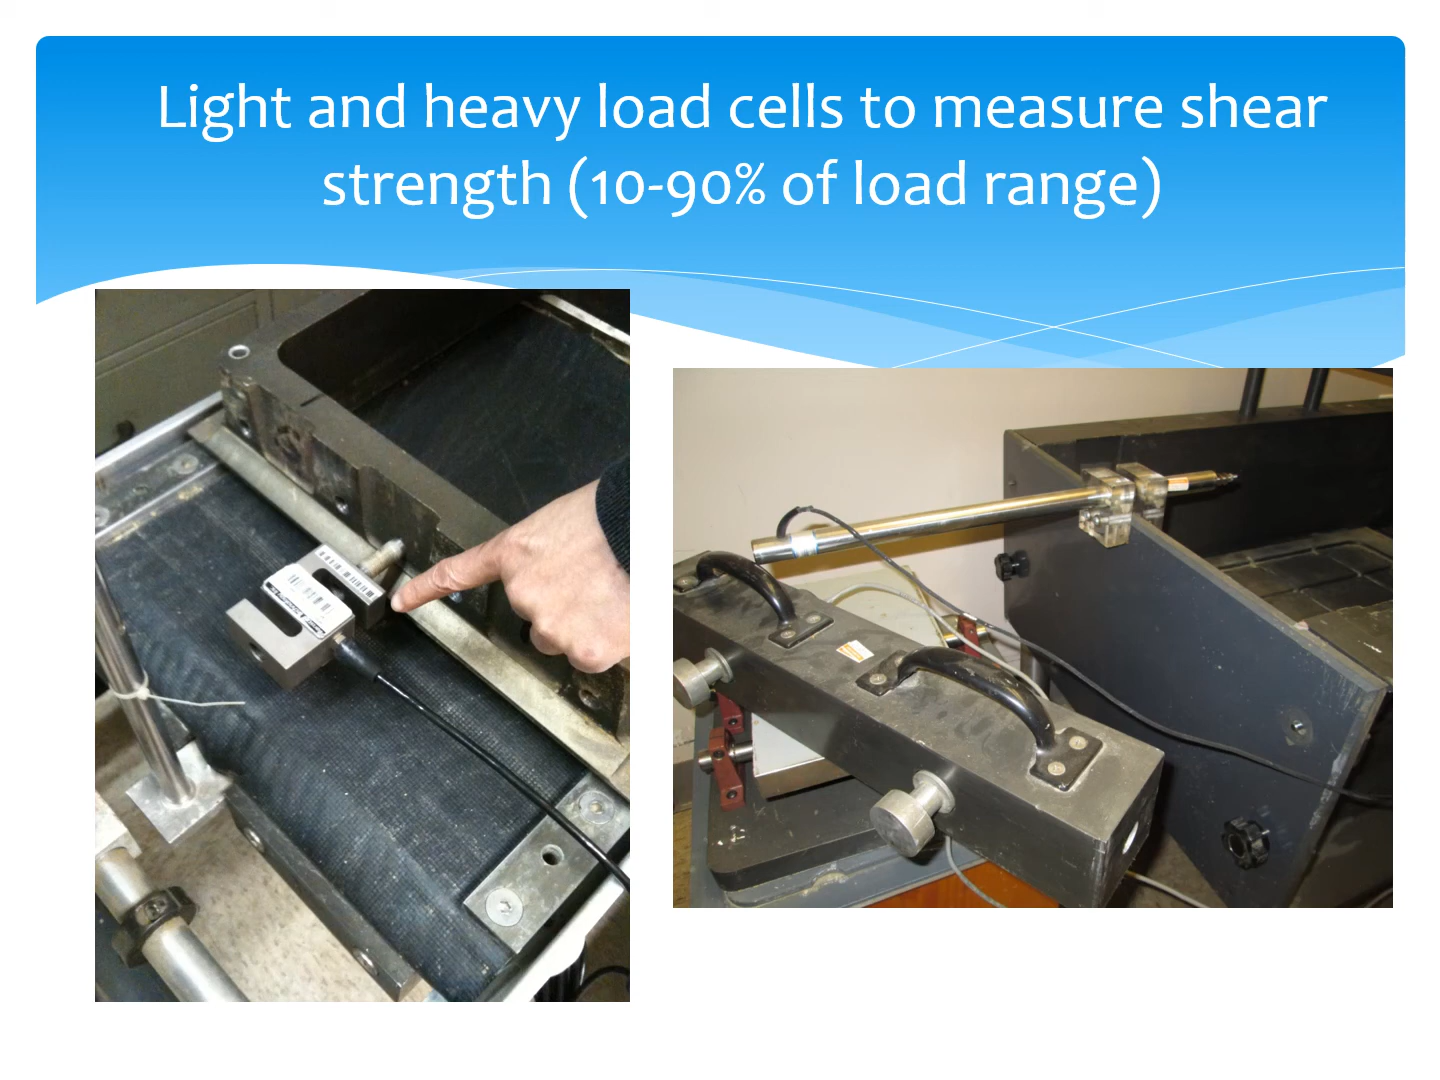 Light and heavy load cells to measure shear
strength (10-90% of load range)